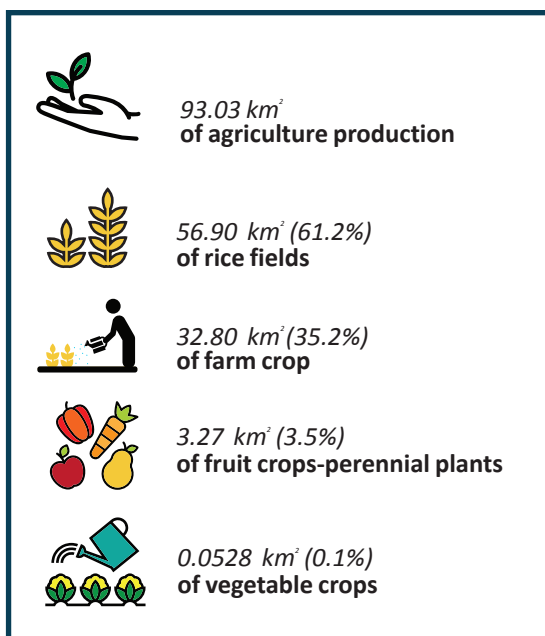 93.03 km²
of agriculture production
56.90 km² (61.2%)
of rice fields
32.80 km²(35.2%)
of farm crop
3.27 km² (3.5%)
of fruit crops-perennial plants
0.0528 km² (0.1%)
of vegetable crops